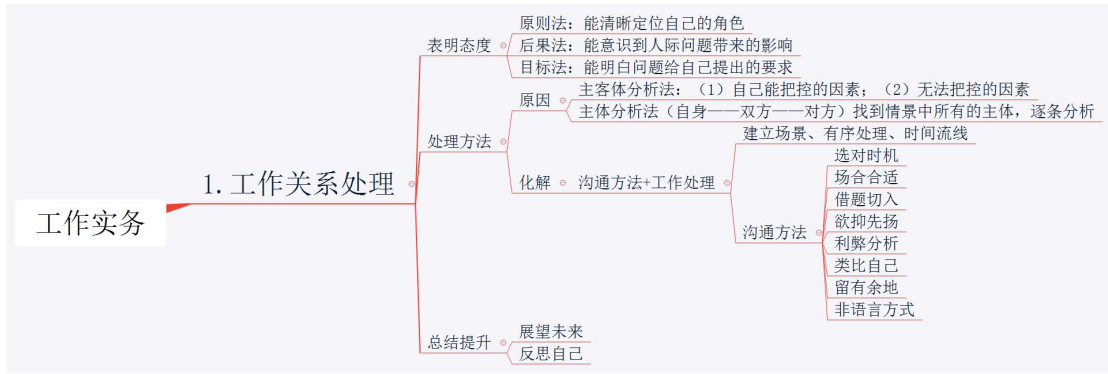 工作实务
1.工作关系处理
表明态度
原则法：能清晰定位自己的角色
后果法：能意识到人际问题带来的影响
目标法：能明白问题给自己提出的要求
处理方法
原因
主客体分析法：（1）自己能把控的因素；（2）无法把控的因素
主体分析法（自身——双方——对方）找到情景中所有的主体，逐条分析
化解
沟通方法+工作处理
建立场景、有序处理、时间流线
沟通方法
选对时机
场合合适
借题切入
欲抑先扬
利弊分析
类比自己
留有余地
非语言方式
总结提升
展望未来
反思自己